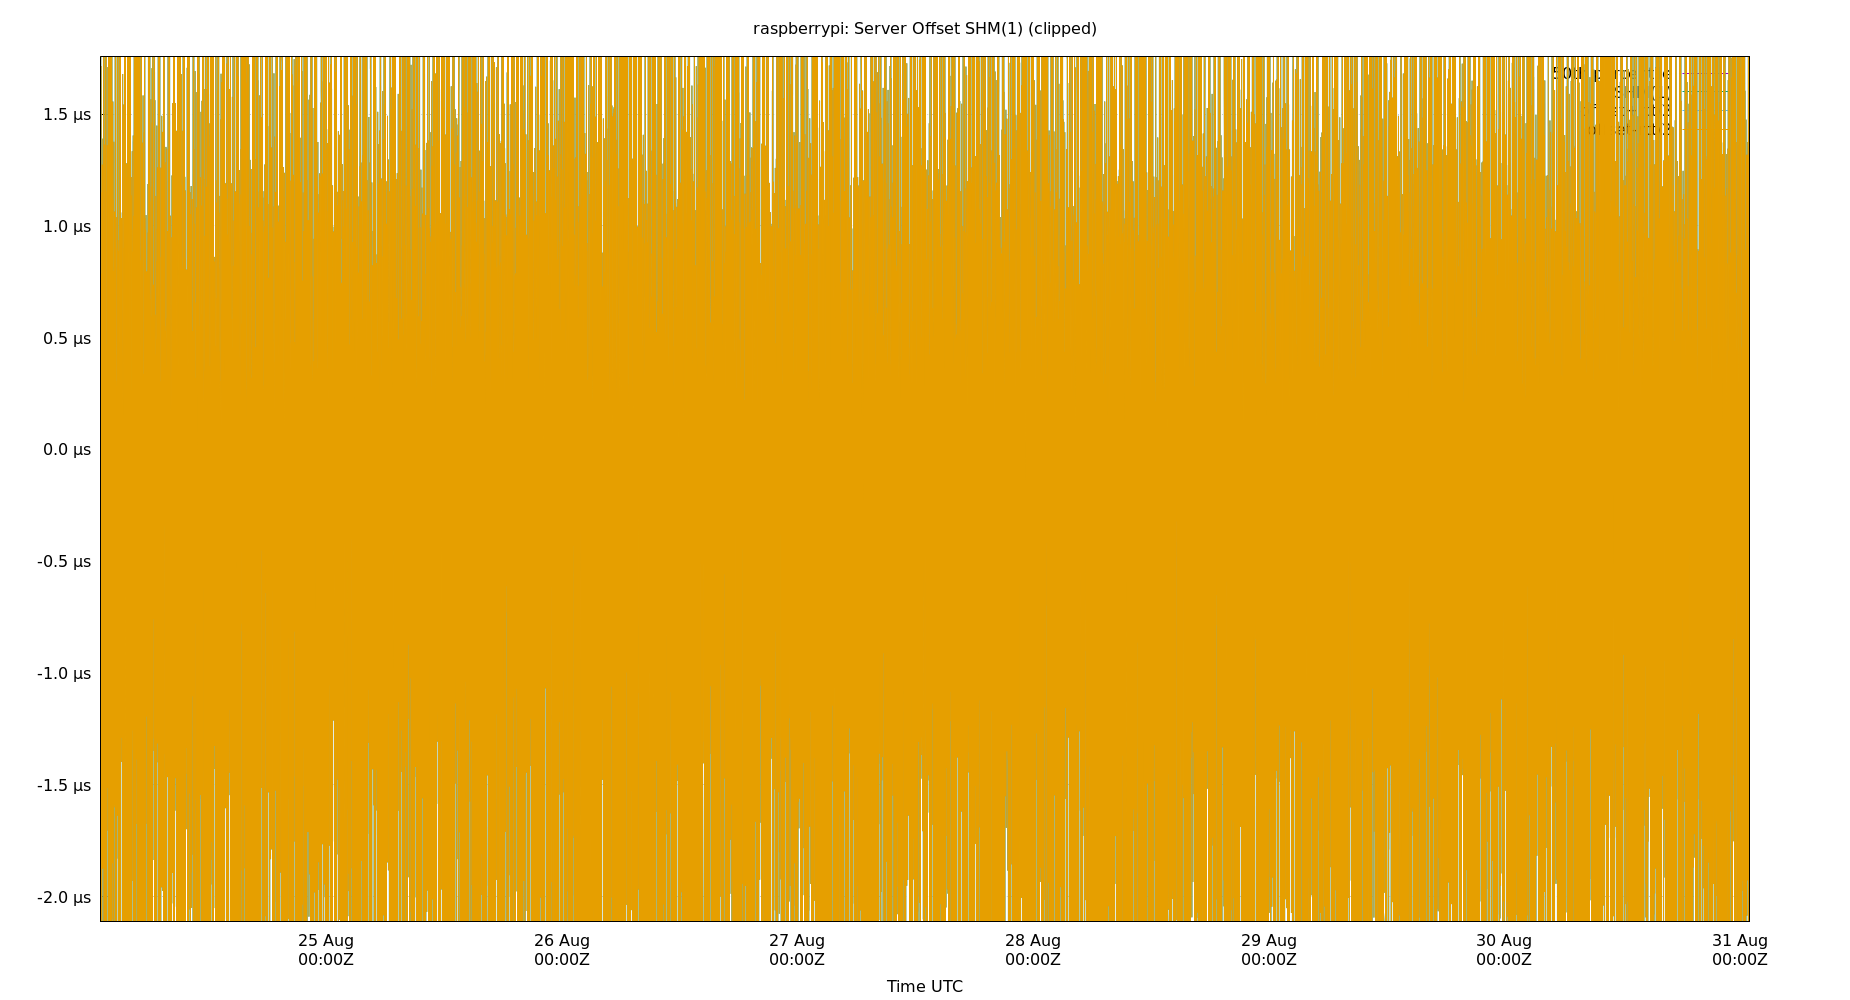 raspberrypi: Server Offset SHM(1) (clipped)
1.5 µs
1.0 µs
0.5 µs
0.0 µs
-0.5 µs
-1.0 µs
-1.5 µs
-2.0 µs
25 Aug
00:00Z
26 Aug
00:00Z
27 Aug
00:00Z
28 Aug
00:00Z
29 Aug
00:00Z
30 Aug
00:00Z
31 Aug
00:00Z
Time UTC